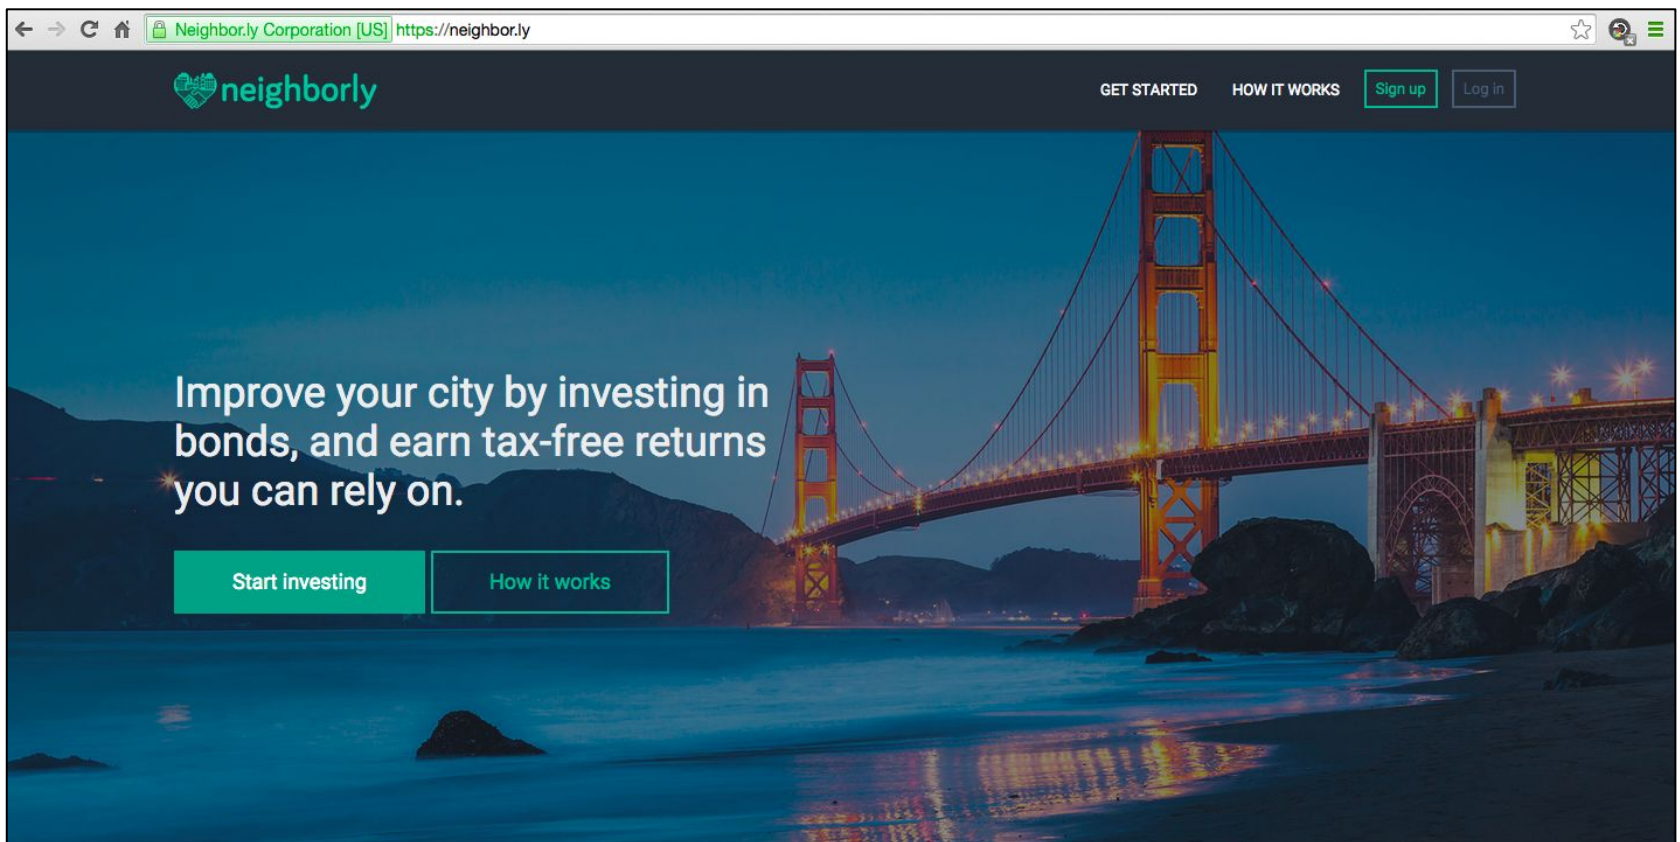 Neighbor.ly Corporation [US] https://neighbor.ly
neighborly
GET STARTED HOW IT WORKS Sign up Log in
Improve your city by investing in
bonds, and earn tax-free returns
you can rely on.
Start investing How it works